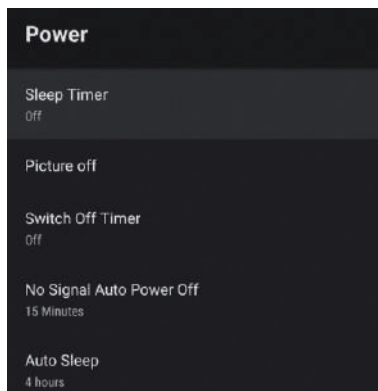 Power
Sleep Timer
Off
Picture off
Switch Off Timer
Off
No Signal Auto Power Off
15 Minutes
Auto Sleep
4 hours